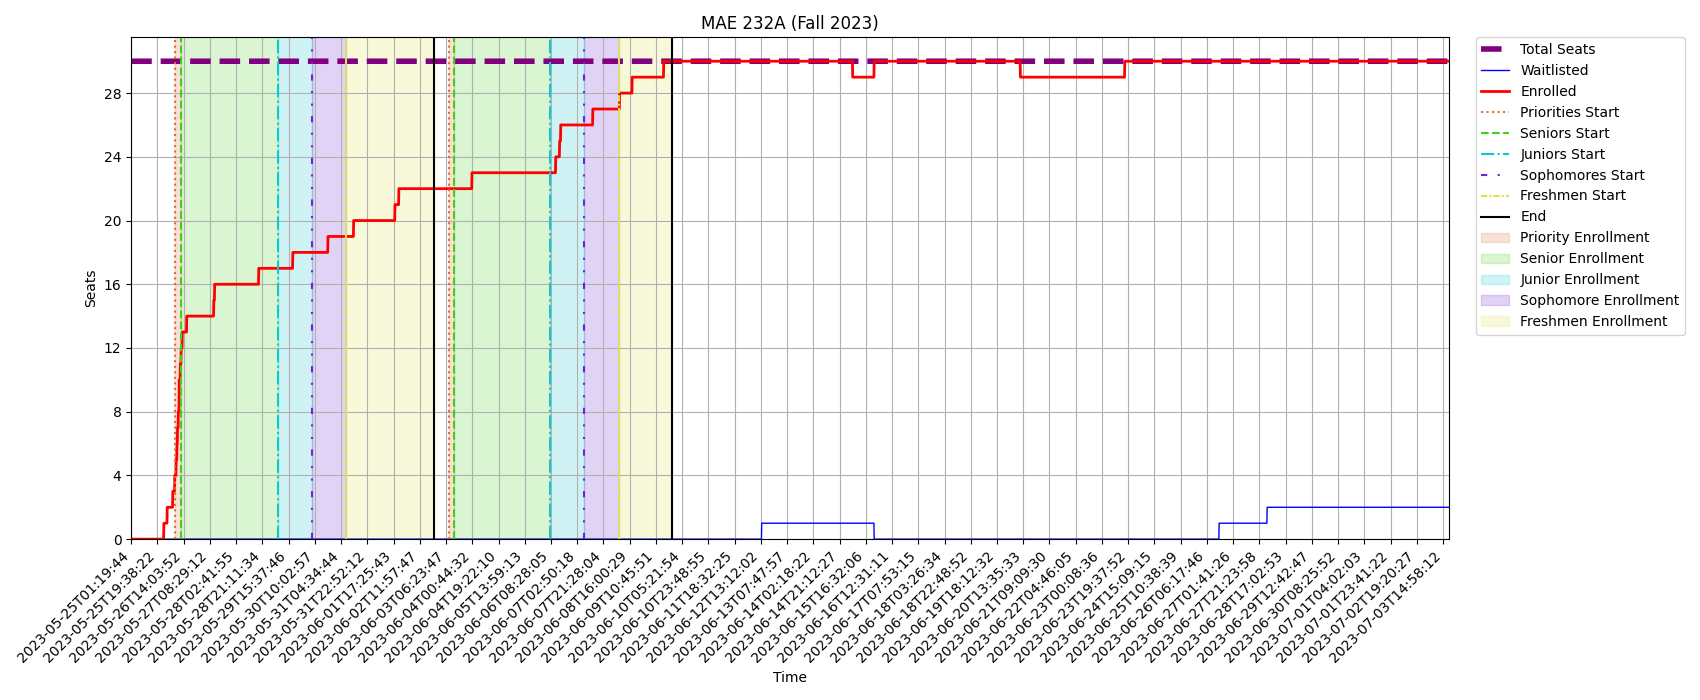 MAE 232A (Fall 2023)
Seats
28
24
20
16
12
8
4
0
2023-05-25T01:19:44
2023-05-25T19:38:22
2023-05-26T14:03:52
2023-05-27T08:29:12
2023-05-28T02:41:55
2023-05-28T21:11:34
2023-05-29T15:37:46
2023-05-30T10:02:57
2023-05-31T04:34:44
2023-05-31T22:52:12
2023-06-01T17:25:43
2023-06-02T11:57:47
2023-06-03T06:23:47
2023-06-04T00:44:32
2023-06-04T19:22:10
2023-06-05T13:59:13
2023-06-06T08:28:05
2023-06-07T02:50:18
2023-06-07T21:28:04
2023-06-08T16:00:29
2023-06-09T10:45:51
2023-06-10T05:21:54
2023-06-10T23:48:55
2023-06-11T18:32:25
2023-06-12T13:12:02
2023-06-13T07:47:57
2023-06-14T02:18:22
2023-06-14T21:12:27
2023-06-15T16:32:06
2023-06-16T12:31:11
2023-06-17T07:53:15
2023-06-18T03:26:34
2023-06-18T22:48:52
2023-06-19T18:12:32
2023-06-20T13:35:33
2023-06-21T09:09:30
2023-06-22T04:46:05
2023-06-23T00:08:36
2023-06-23T19:37:52
2023-06-24T15:09:15
2023-06-25T10:38:39
2023-06-26T06:17:46
2023-06-27T01:41:26
2023-06-27T21:23:58
2023-06-28T17:02:53
2023-06-29T12:42:47
2023-06-30T08:25:52
2023-07-01T04:02:03
2023-07-01T23:41:22
2023-07-02T19:20:27
2023-07-03T14:58:12
Time
Total Seats
Waitlisted
Enrolled
Priorities Start
Seniors Start
Juniors Start
Sophomores Start
Freshmen Start
End
Priority Enrollment
Senior Enrollment
Junior Enrollment
Sophomore Enrollment
Freshmen Enrollment